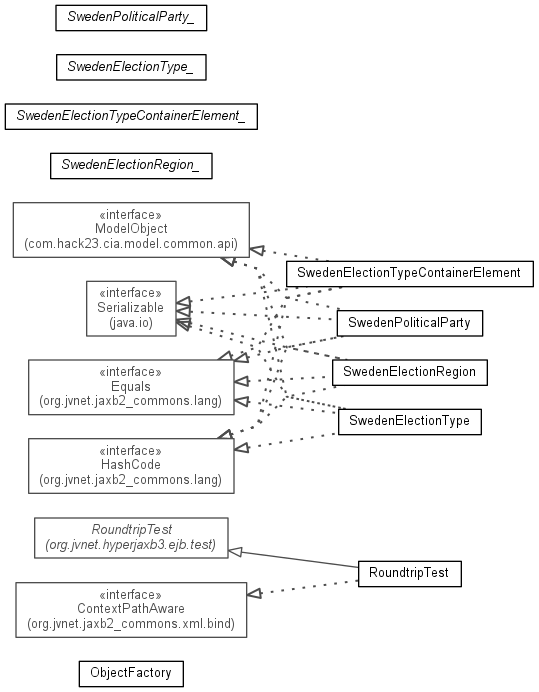 SwedenPoliticalParty_
SwedenElectionType_
SwedenElectionTypeContainerElement_
SwedenElectionRegion_
«interface»
ModelObject
(com.hack23.cia.model.common.api)
SwedenElectionTypeContainerElement
«interface»
Serializable
(java.io)
SwedenPoliticalParty
«interface»
Equals
(org.jvnet.jaxb2_commons.lang)
SwedenElectionRegion
SwedenElectionType
«interface»
HashCode
(org.jvnet.jaxb2_commons.lang)
RoundtripTest
(org.jvnet.hyperjaxb3.ejb.test)
RoundtripTest
«interface»
ContextPathAware
(org.jvnet.jaxb2_commons.xml.bind)
ObjectFactory